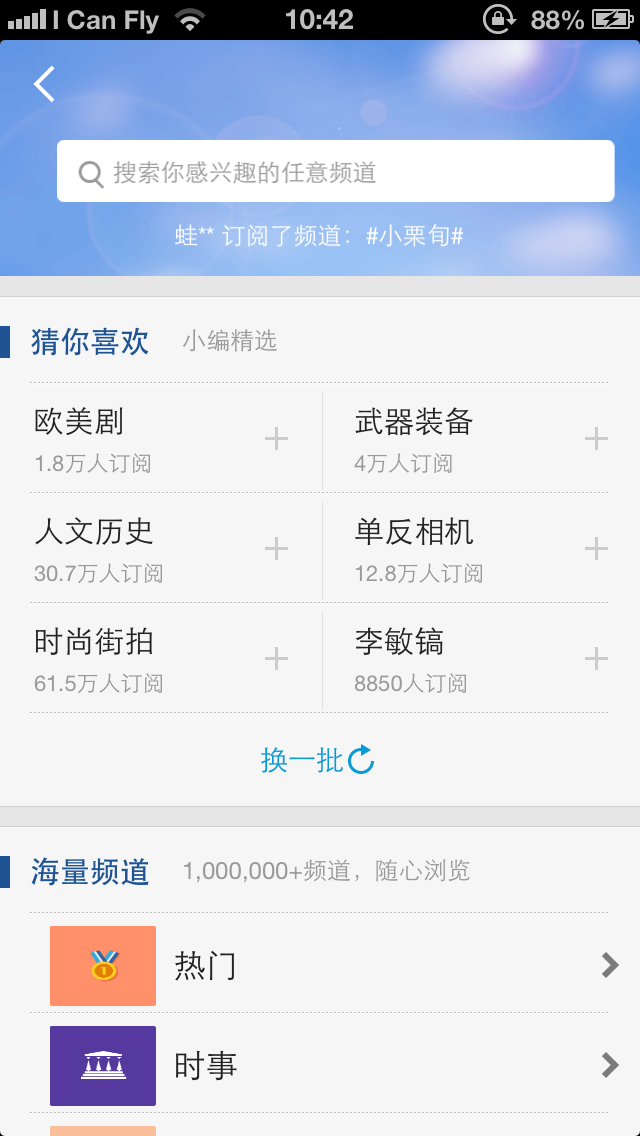 I Can Fly 10:42 88%
搜索你感兴趣的任意频道
蛙** 订阅了频道：#小栗旬#
猜你喜欢 小编精选
欧美剧 武器装备
1.8万人订阅 4万人订阅
人文历史 单反相机
30.7万人订阅 12.8万人订阅
时尚街拍 李敏镐
61.5万人订阅 8850人订阅
换一批
海量频道 1,000,000+频道，随心浏览
1 热门
时事